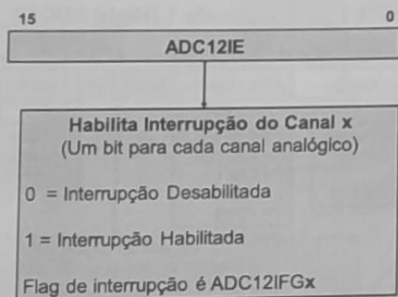 15 0
ADC12IE
Habilita Interrupção do Canal x
(Um bit para cada canal analógico)
0 = Interrupção Desabilitada
1 = Interrupção Habilitada
Flag de interrupção é ADC12IFGx